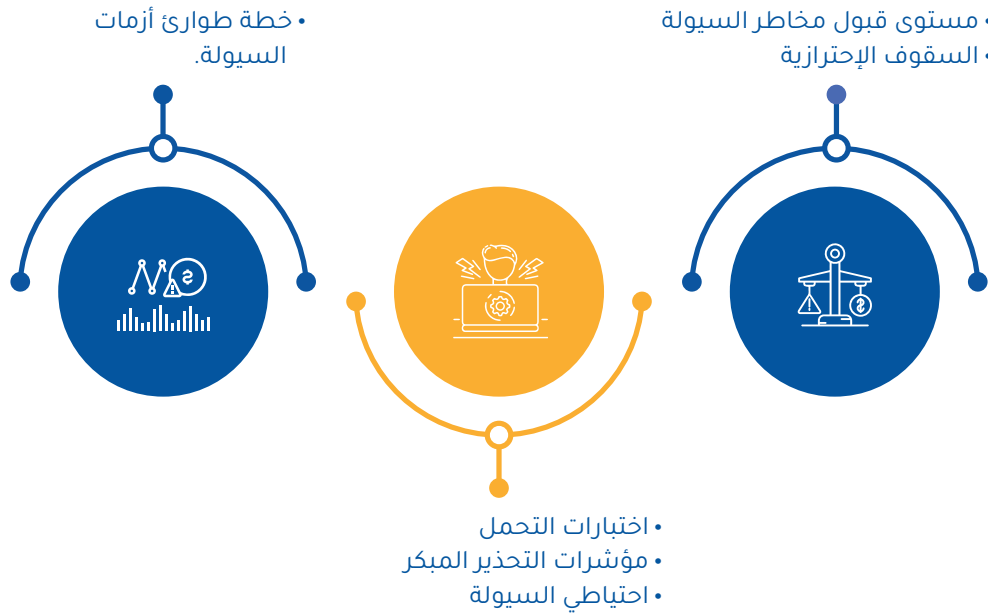 • مستوى قبول مخاطر السيولة
• السقوف الإحترازية
• اختبارات التحمل
• مؤشرات التحذير المبكر
• احتياطي السيولة
• خطة طوارئ أزمات
السيولة.